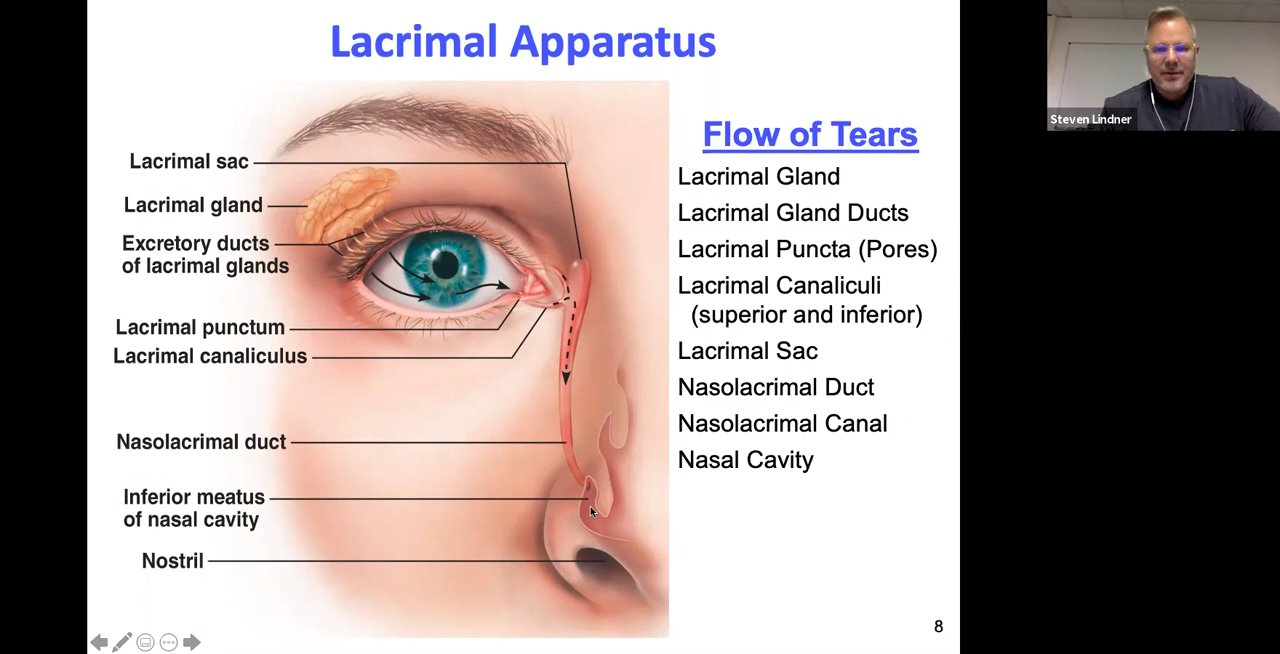 Lacrimal Apparatus
Lacrimal sac
Lacrimal gland
Excretory ducts
of lacrimal glands
Lacrimal punctum
Lacrimal canaliculus
Nasolacrimal duct
Inferior meatus
of nasal cavity
Nostril
Flow of Tears
Lacrimal Gland
Lacrimal Gland Ducts
Lacrimal Puncta (Pores)
Lacrimal Canaliculi
(superior and inferior)
Lacrimal Sac
Nasolacrimal Duct
Nasolacrimal Canal
Nasal Cavity
8
Steven Lindner